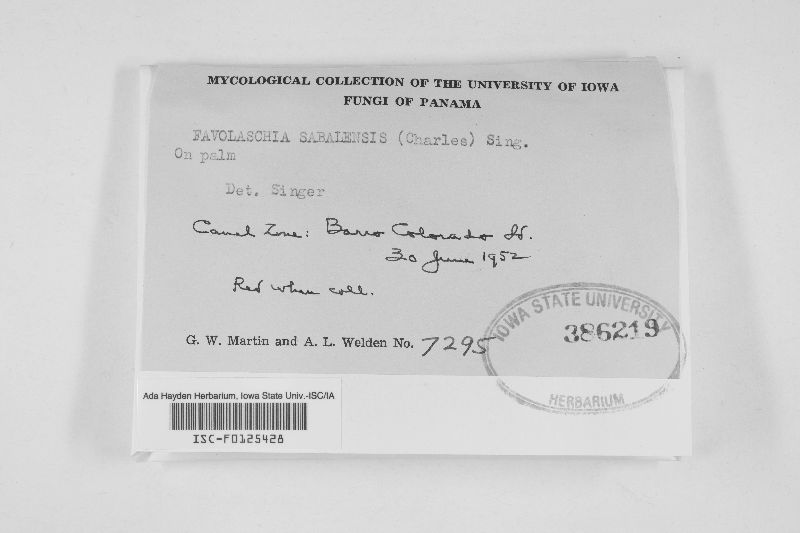 MYCOLOGICAL COLLECTION OF THE UNIVERSITY OF IOWA
FUNGI OF PANAMA
FAVOLASCHIA SABALENSIS (Charles) Sing.
On palm
Det. Singer
Canal Zone: Barro Colorado Is.
30 June 1952
Red when coll.
G. W. Martin and A. L. Welden No. 7295
IOWA STATE UNIVERSITY
386219
HERBARIUM
Ada Hayden Herbarium, Iowa State Univ.-ISC/IA
ISC-F0125428